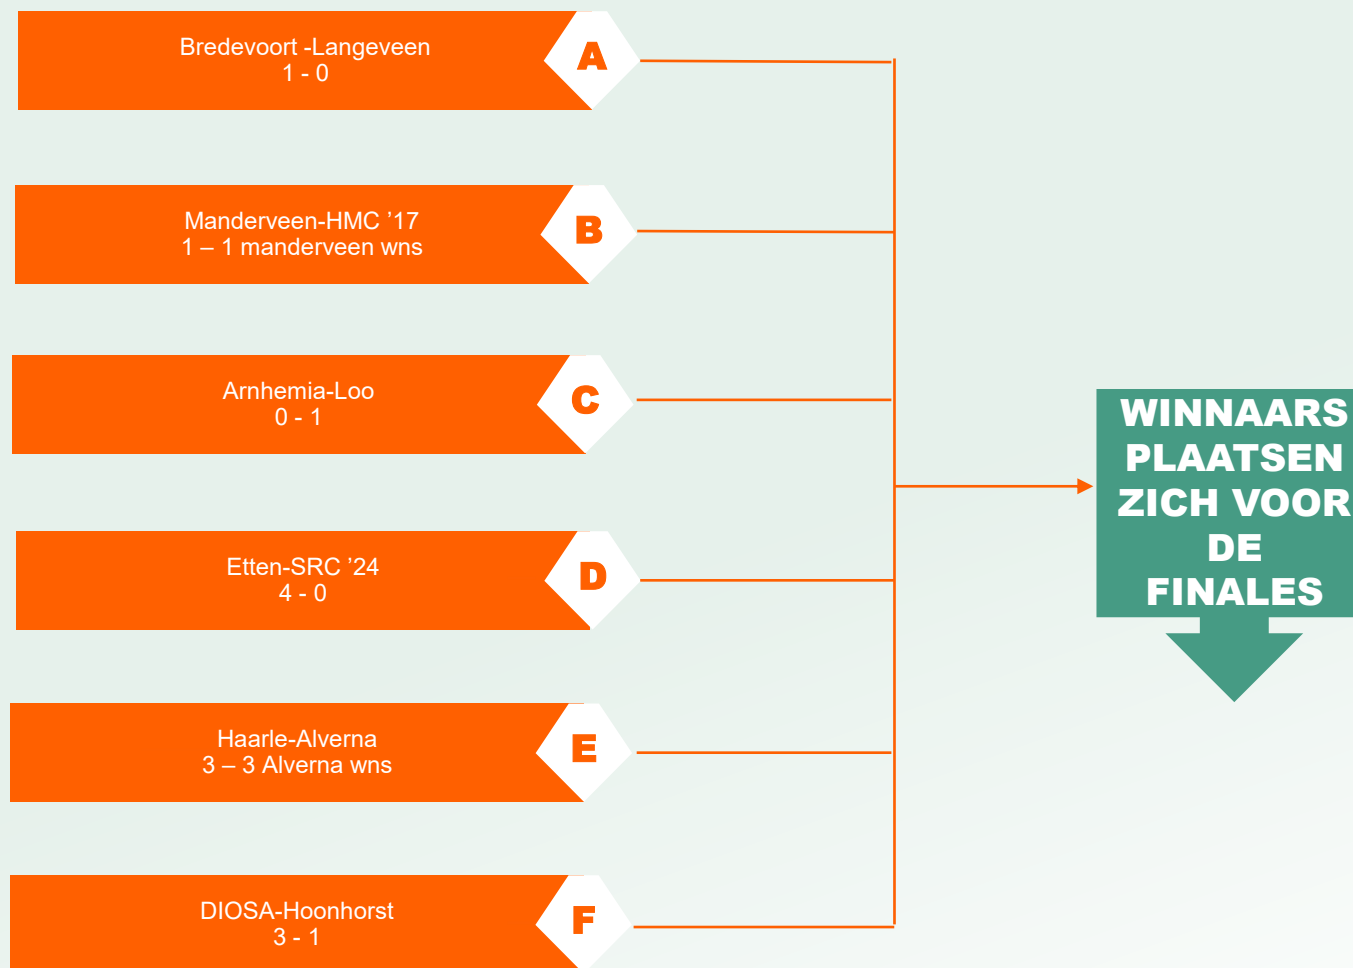 Bredevoort -Langeveen
1 - 0
A
Manderveen-HMC ’17
1 – 1 manderveen wns
B
Arnhemia-Loo
0 - 1
C
Etten-SRC ’24
4 - 0
D
Haarle-Alverna
3 – 3 Alverna wns
E
DIOSA-Hoonhorst
3 - 1
F
WINNAARS
PLAATSEN
ZICH VOOR
DE
FINALES